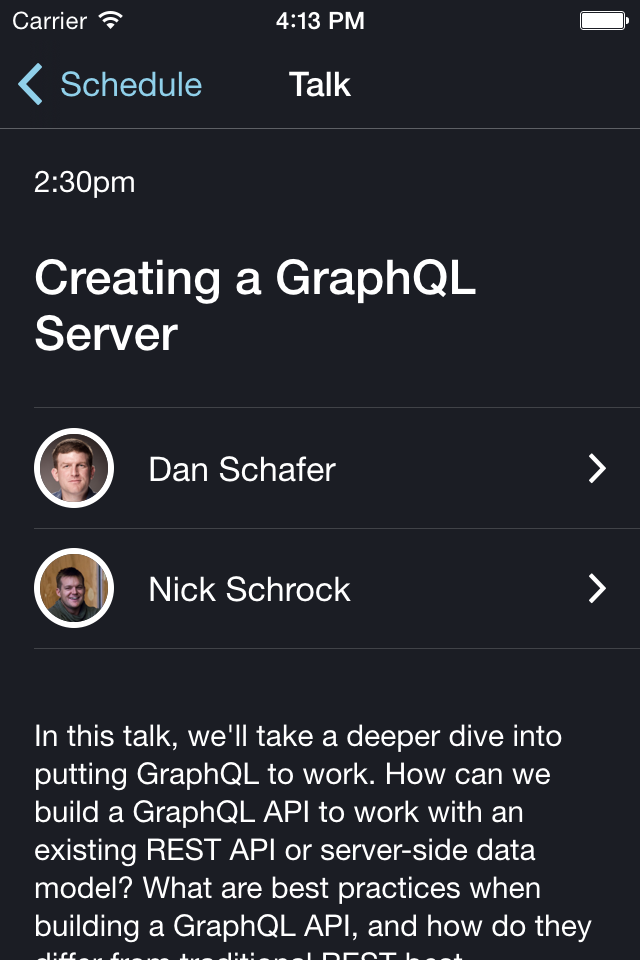 Carrier 4:13 PM
Schedule Talk
2:30pm
Creating a GraphQL
Server
Dan Schafer
Nick Schrock
In this talk, we'll take a deeper dive into
putting GraphQL to work. How can we
build a GraphQL API to work with an
existing REST API or server-side data
model? What are best practices when
building a GraphQL API, and how do they
differ from traditional REST best